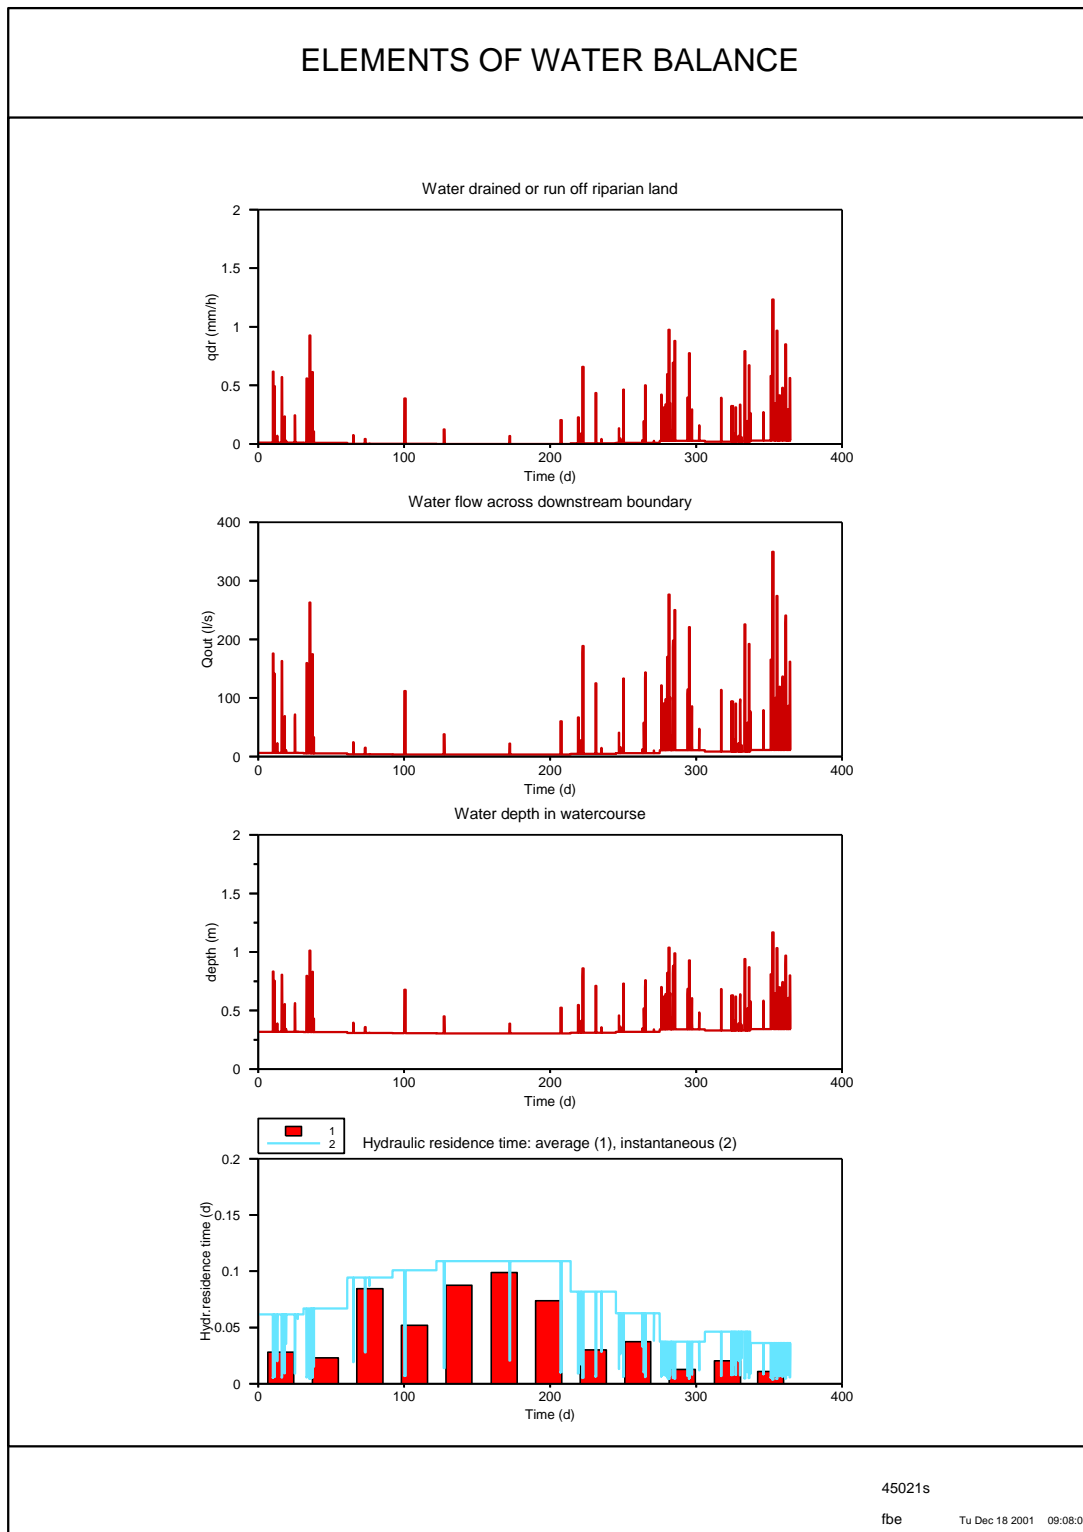 ELEMENTS OF WATER BALANCE
Water drained or run off riparian land
2
1.5
1
0.5
0
qdr (mm/h)
0 100 200 300 400
Time (d)
Water flow across downstream boundary
400
300
200
100
0
Qout (l/s)
0 100 200 300 400
Time (d)
Water depth in watercourse
2
1.5
1
0.5
0
depth (m)
0 100 200 300 400
Time (d)
1
2
Hydraulic residence time: average (1), instantaneous (2)
0.2
0.15
0.1
0.05
0
Hydr.residence time (d)
0 100 200 300 400
Time (d)
45021s
fbe Tu Dec 18 2001 09:08:0